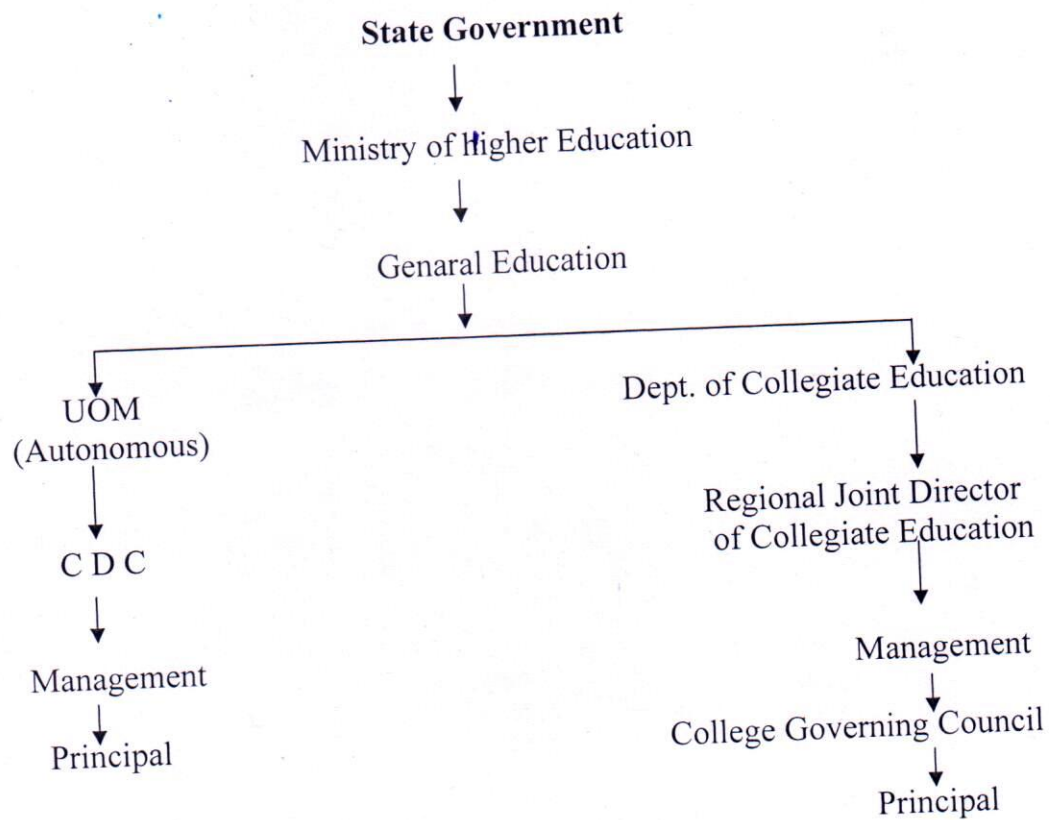 State Government
Ministry of Higher Education
Genaral Education
UOM
(Autonomous)
C D C
Management
Principal
Dept. of Collegiate Education
Regional Joint Director
of Collegiate Education
Management
College Governing Council
Principal